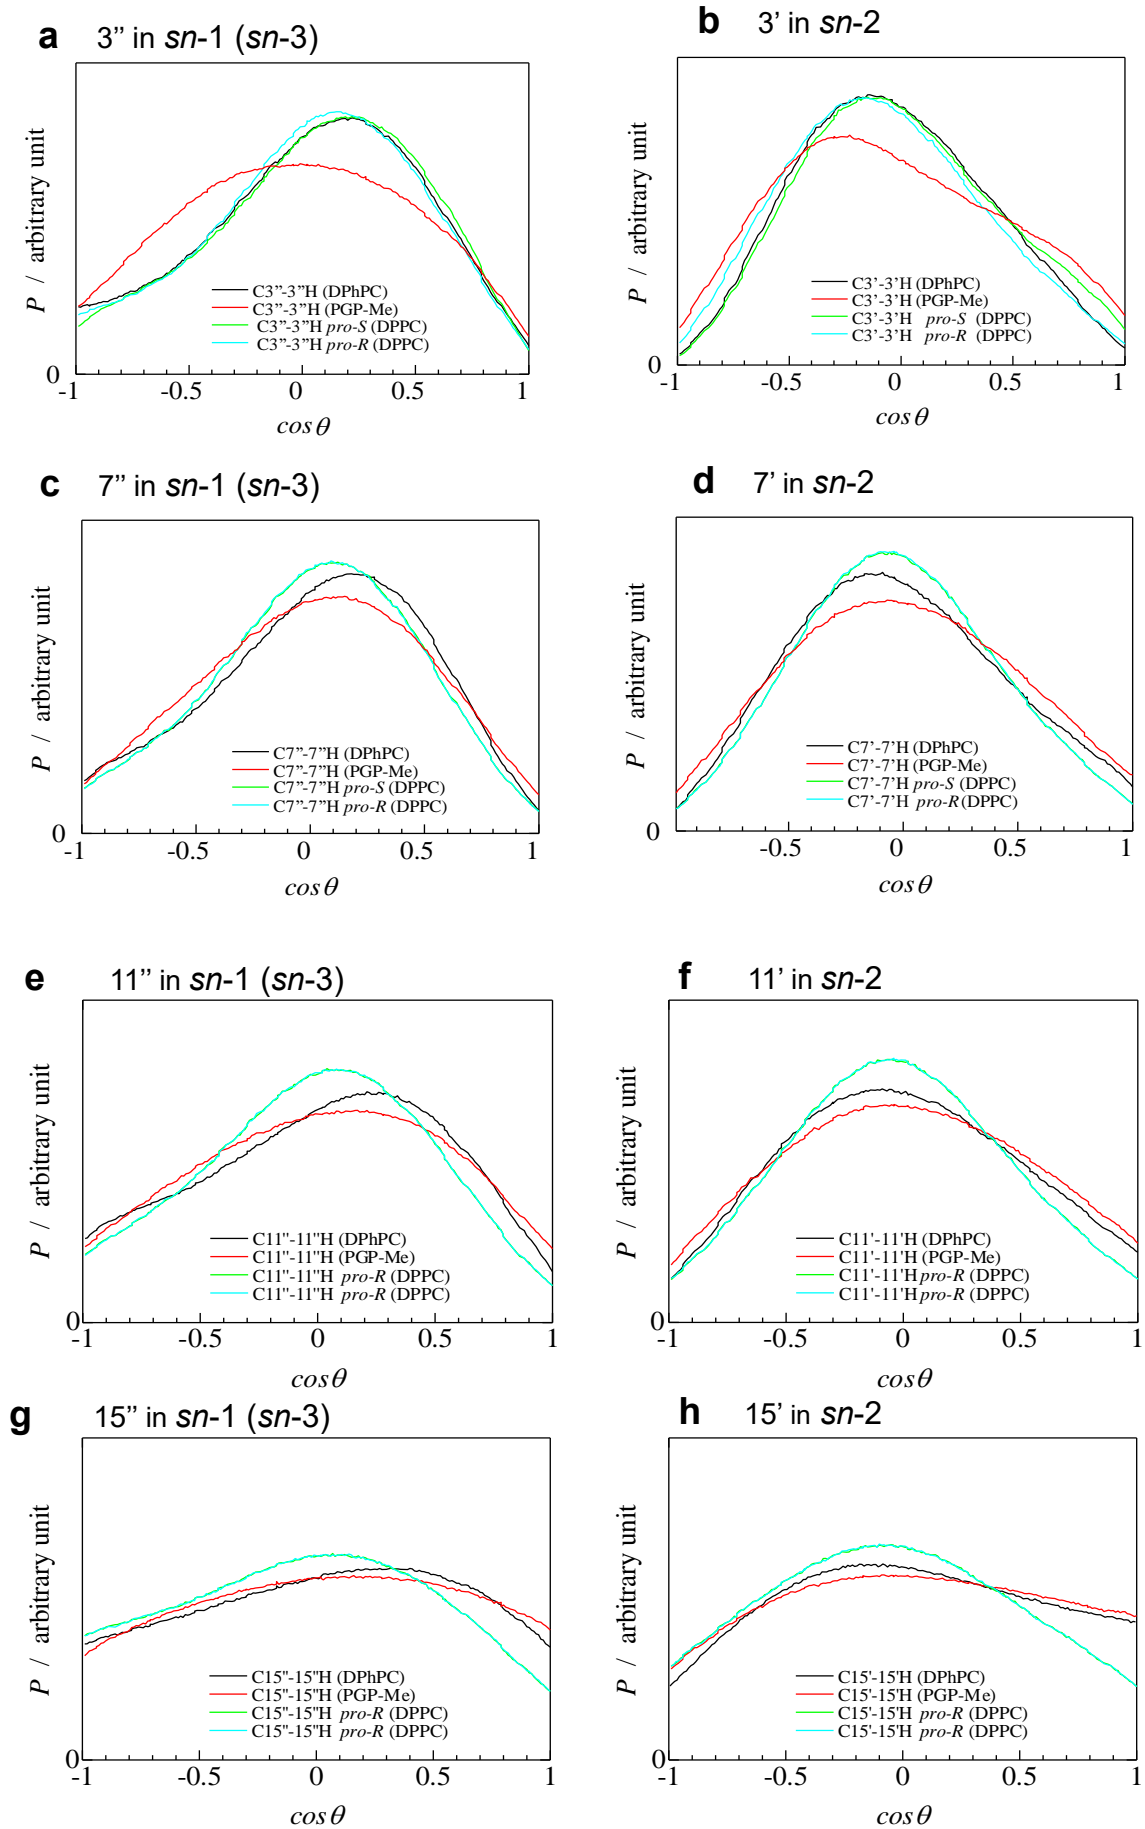 a 3” in sn-1 (sn-3)
P / arbitrary unit
C3”-3”H (DPhPC)
C3”-3”H (PGP-Me)
C3”-3”H pro-S (DPPC)
C3”-3”H pro-R (DPPC)
0
-1 -0.5 0 0.5 1
cosθ
b 3’ in sn-2
P / arbitrary unit
C3’-3’H (DPhPC)
C3’-3’H (PGP-Me)
C3’-3’H pro-S (DPPC)
C3’-3’H pro-R (DPPC)
0
-1 -0.5 0 0.5 1
cosθ
c 7” in sn-1 (sn-3)
P / arbitrary unit
C7”-7”H (DPhPC)
C7”-7”H (PGP-Me)
C7”-7”H pro-S (DPPC)
C7”-7”H pro-R (DPPC)
0
-1 -0.5 0 0.5 1
cosθ
d 7’ in sn-2
P / arbitrary unit
C7’-7’H (DPhPC)
C7’-7’H (PGP-Me)
C7’-7’H pro-S (DPPC)
C7’-7’H pro-R(DPPC)
0
-1 -0.5 0 0.5 1
cosθ
e 11” in sn-1 (sn-3)
P / arbitrary unit
C11"-11"H (DPhPC)
C11"-11"H (PGP-Me)
C11"-11"H pro-R (DPPC)
C11"-11"H pro-R (DPPC)
0
-1 -0.5 0 0.5 1
cosθ
f 11’ in sn-2
P / arbitrary unit
C11'-11'H (DPhPC)
C11'-11'H (PGP-Me)
C11'-11'H pro-R (DPPC)
C11'-11'H pro-R (DPPC)
0
-1 -0.5 0 0.5 1
cosθ
g 15” in sn-1 (sn-3)
P / arbitrary unit
C15"-15"H (DPhPC)
C15"-15"H (PGP-Me)
C15"-15"H pro-R (DPPC)
C15"-15"H pro-R (DPPC)
0
-1 -0.5 0 0.5 1
cosθ
h 15’ in sn-2
P / arbitrary unit
C15'-15'H (DPhPC)
C15'-15'H (PGP-Me)
C15'-15'H pro-R (DPPC)
C15'-15'H pro-R (DPPC)
0
-1 -0.5 0 0.5 1
cosθ